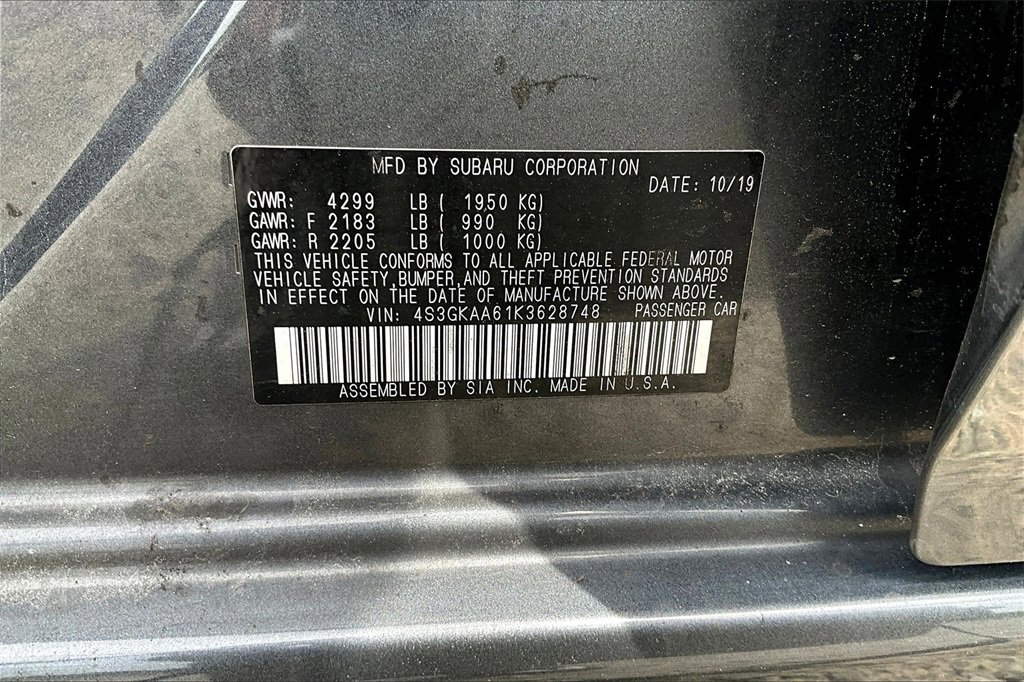 MFD BY SUBARU CORPORATION
DATE: 10/19
GVWR: 4299 LB ( 1950 KG)
GAWR: F 2183 LB ( 990 KG)
GAWR: R 2205 LB ( 1000 KG)
THIS VEHICLE CONFORMS TO ALL APPLICABLE FEDERAL MOTOR
VEHICLE SAFETY,BUMPER,AND THEFT PREVENTION STANDARDS
IN EFFECT ON THE DATE OF MANUFACTURE SHOWN ABOVE.
VIN: 4S3GKAA61K3628748 PASSENGER CAR
ASSEMBLED BY SIA INC. MADE IN U.S.A.